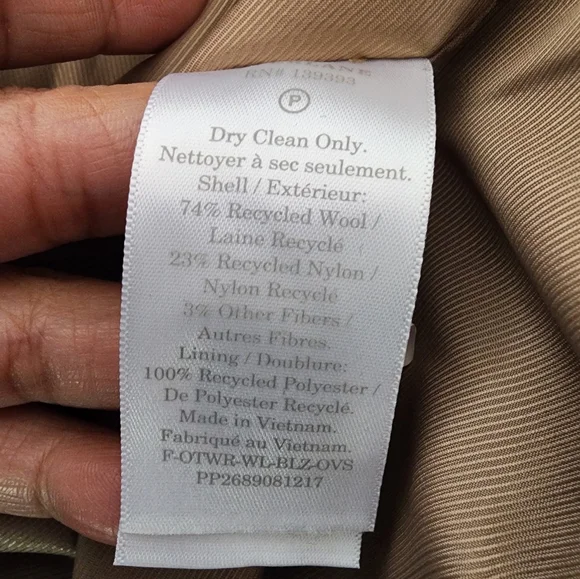 RN# 139393
P
Dry Clean Only.
Nettoyer à sec seulement.
Shell / Extérieur:
74% Recycled Wool /
Laine Recyclé
23% Recycled Nylon /
Nylon Recyclé
3% Other Fibers /
Autres Fibres.
Lining / Doublure:
100% Recycled Polyester /
De Polyester Recyclé.
Made in Vietnam.
Fabriqué au Vietnam.
F-OTWR-WL-BLZ-OVS
PP2689081217